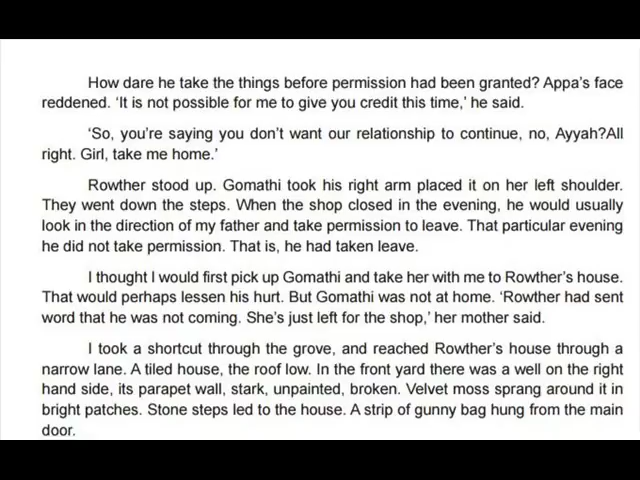 How dare he take the things before permission had been granted? Appa's face
reddened. 'It is not possible for me to give you credit this time,' he said.
'So, you're saying you don't want our relationship to continue, no, Ayyah?All
right. Girl, take me home.'
Rowther stood up. Gomathi took his right arm placed it on her left shoulder.
They went down the steps. When the shop closed in the evening, he would usually
look in the direction of my father and take permission to leave. That particular evening
he did not take permission. That is, he had taken leave.
I thought I would first pick up Gomathi and take her with me to Rowther's house.
That would perhaps lessen his hurt. But Gomathi was not at home. 'Rowther had sent
word that he was not coming. She's just left for the shop,' her mother said.
I took a shortcut through the grove, and reached Rowther's house through a
narrow lane. A tiled house, the roof low. In the front yard there was a well on the right
hand side, its parapet wall, stark, unpainted, broken. Velvet moss sprang around it in
bright patches. Stone steps led to the house. A strip of gunny bag hung from the main
door.